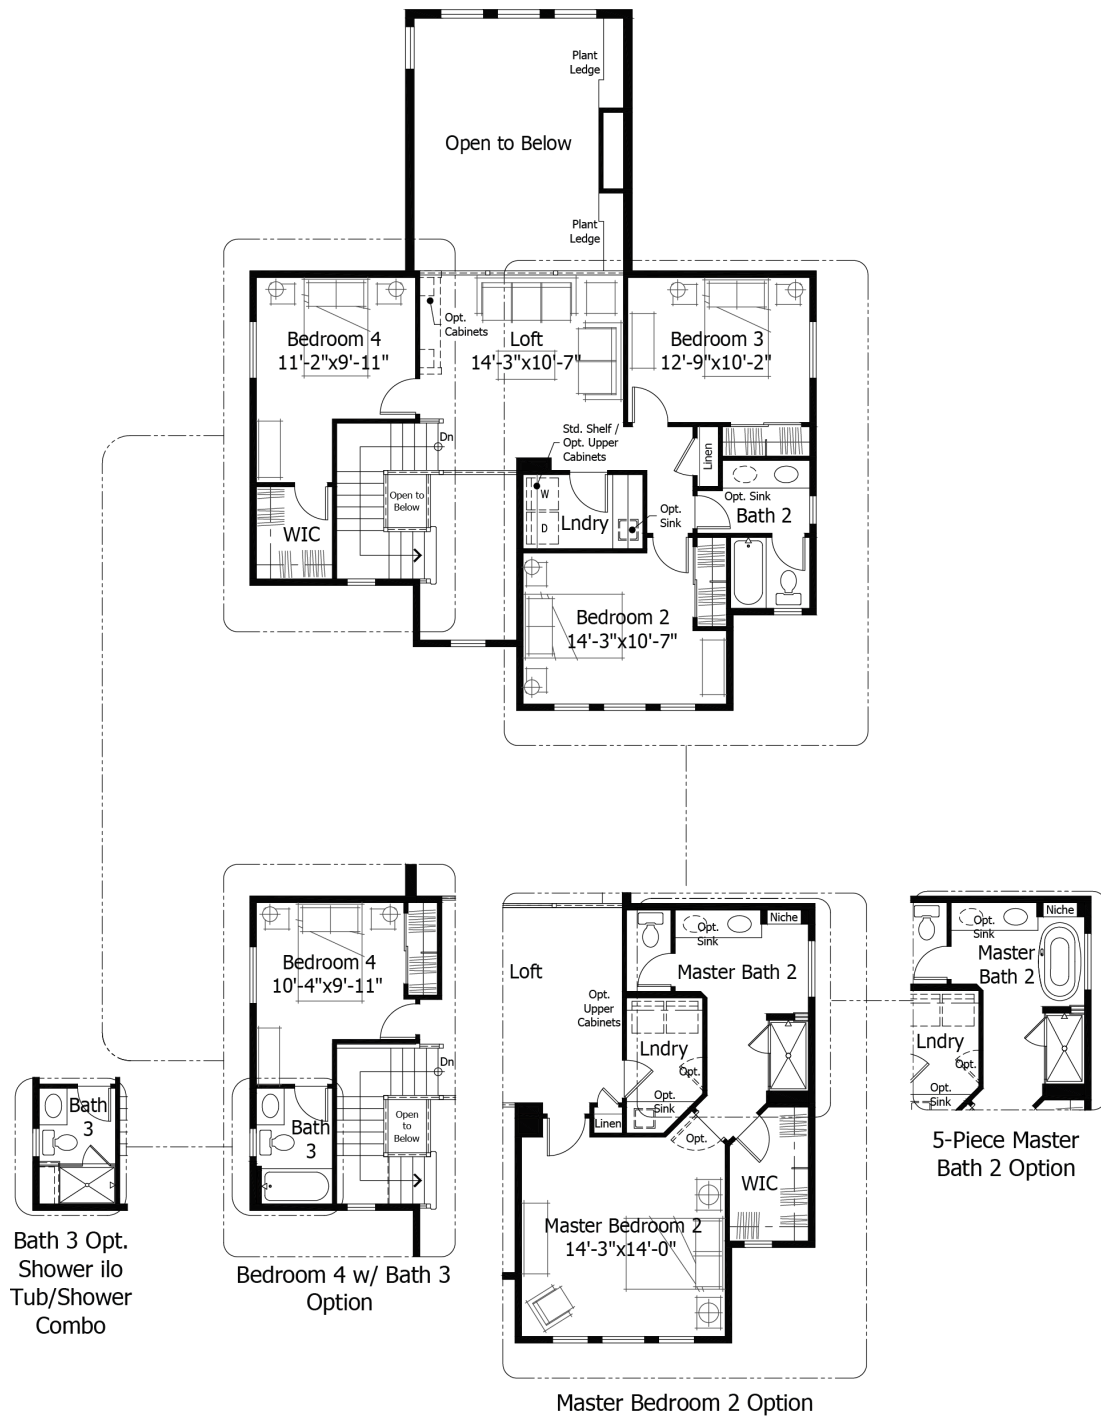 Plant
Ledge
Open to Below
Plant
Ledge
Bedroom 4
11'-2"x9'-11"
Opt.
Cabinets
Loft
14'-3"x10'-7"
Bedroom 3
12'-9"x10'-2"
Dn
Std. Shelf /
Opt. Upper
Cabinets
Linen
Open to
Below
W
D
Lndry
Opt.
Sink
Opt. Sink
Bath 2
WIC
Bedroom 2
14'-3"x10'-7"
Bedroom 4
10'-4"x9'-11"
Dn
Open
to
Below
Bath
3
Bath
3
Bath 3 Opt.
Shower ilo
Tub/Shower
Combo
Bedroom 4 w/ Bath 3
Option
Loft
Opt.
Sink
Niche
Master Bath 2
Opt.
Upper
Cabinets
Lndry
Opt.
Opt.
Sink
Linen
Opt.
WIC
Master Bedroom 2
14'-3"x14'-0"
Master Bedroom 2 Option
Opt.
Sink
Niche
Master
Bath 2
Lndry
Opt.
Opt.
Sink
5-Piece Master
Bath 2 Option